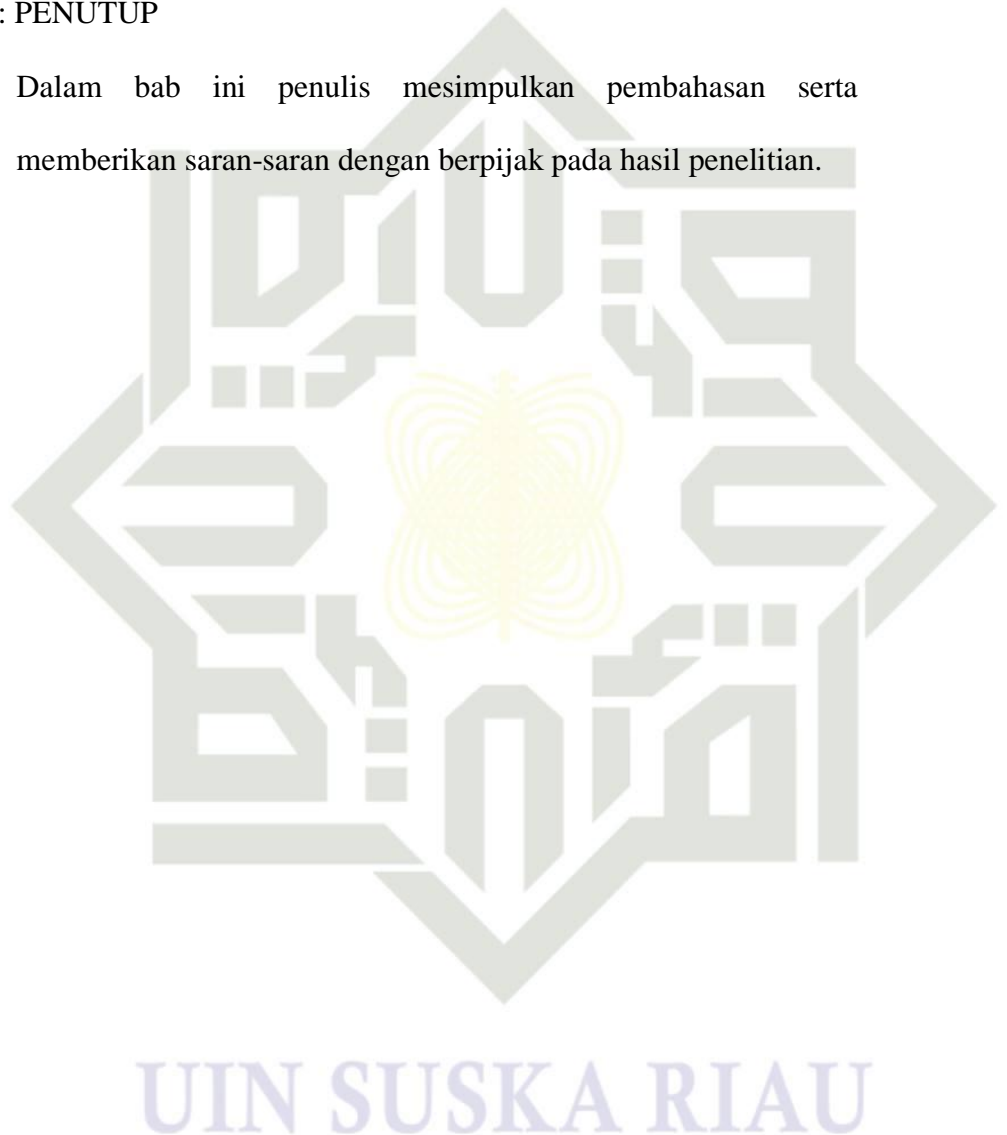 : PENUTUP
Dalam bab ini penulis mesimpulkan pembahasan serta
memberikan saran-saran dengan berpijak pada hasil penelitian.
UIN SUSKA RIAU